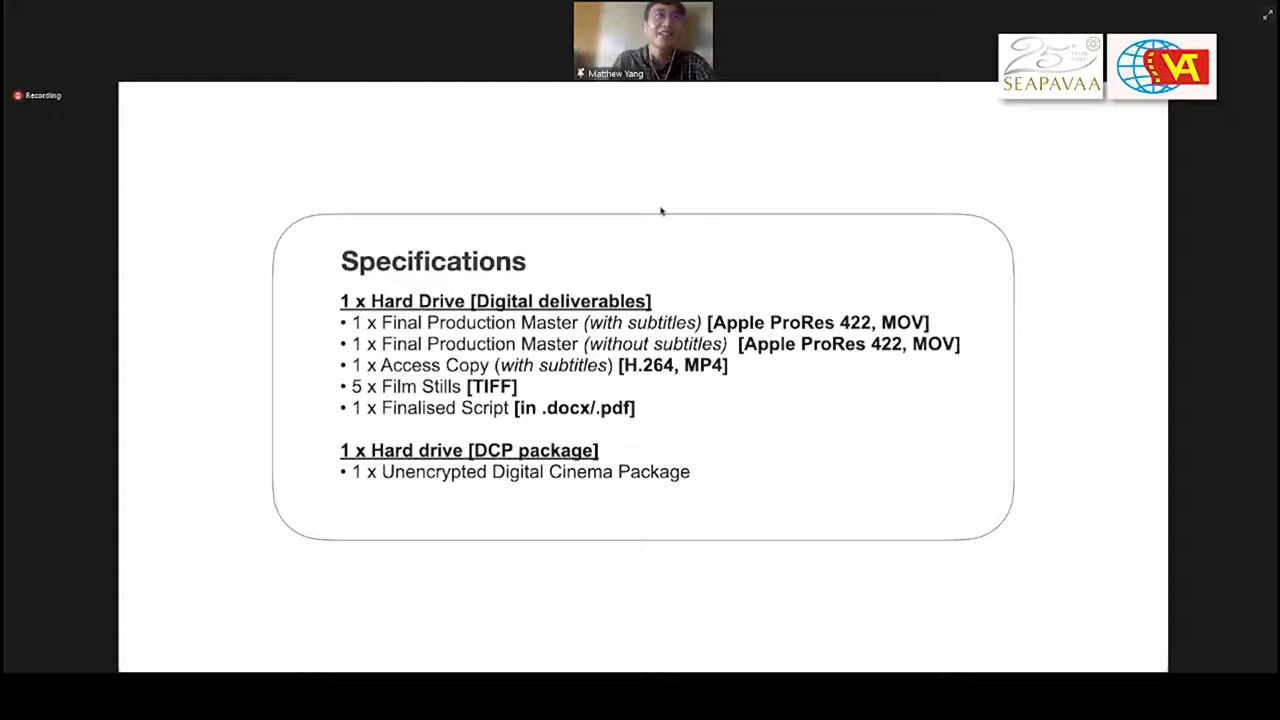 Matthew Yang
25
SEAPAVAA
VA
Recording
Specifications
1 x Hard Drive [Digital deliverables]
• 1 x Final Production Master (with subtitles) [Apple ProRes 422, MOV]
• 1 x Final Production Master (without subtitles) [Apple ProRes 422, MOV]
• 1 x Access Copy (with subtitles) [H.264, MP4]
• 5 x Film Stills [TIFF]
• 1 x Finalised Script [in .docx/.pdf]
1 x Hard drive [DCP package]
• 1 x Unencrypted Digital Cinema Package